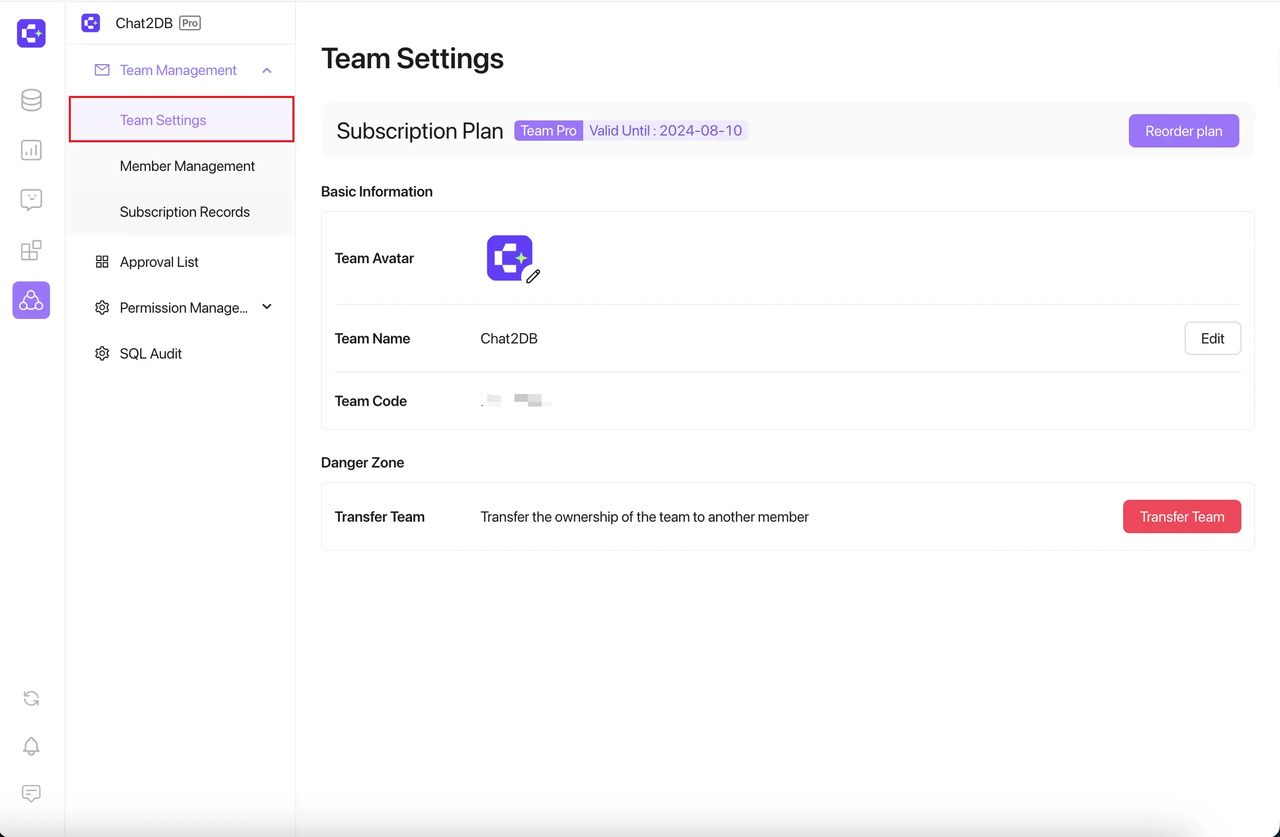 Chat2DB Pro
Team Management
Team Settings
Member Management
Subscription Records
Approval List
Permission Manage...
SQL Audit
Team Settings
Subscription Plan Team Pro Valid Until : 2024-08-10 Reorder plan
Basic Information
Team Avatar
Team Name Chat2DB Edit
Team Code
Danger Zone
Transfer Team Transfer the ownership of the team to another member Transfer Team